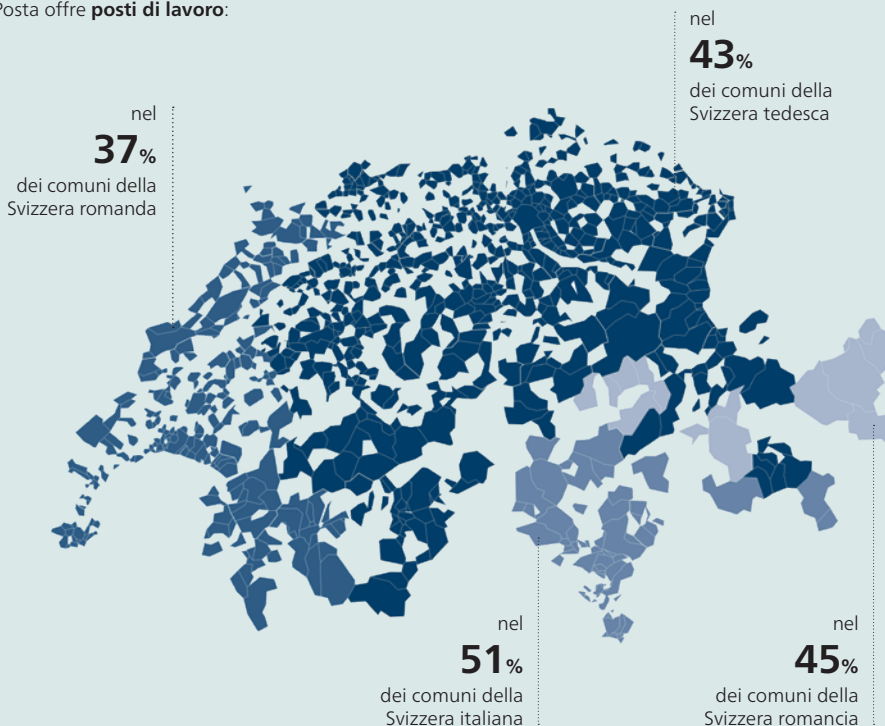 Posta offre posti di lavoro:
nel
43%
dei comuni della
Svizzera tedesca
nel
37%
dei comuni della
Svizzera romanda
nel
51%
dei comuni della
Svizzera italiana
nel
45%
dei comuni della
Svizzera romancia